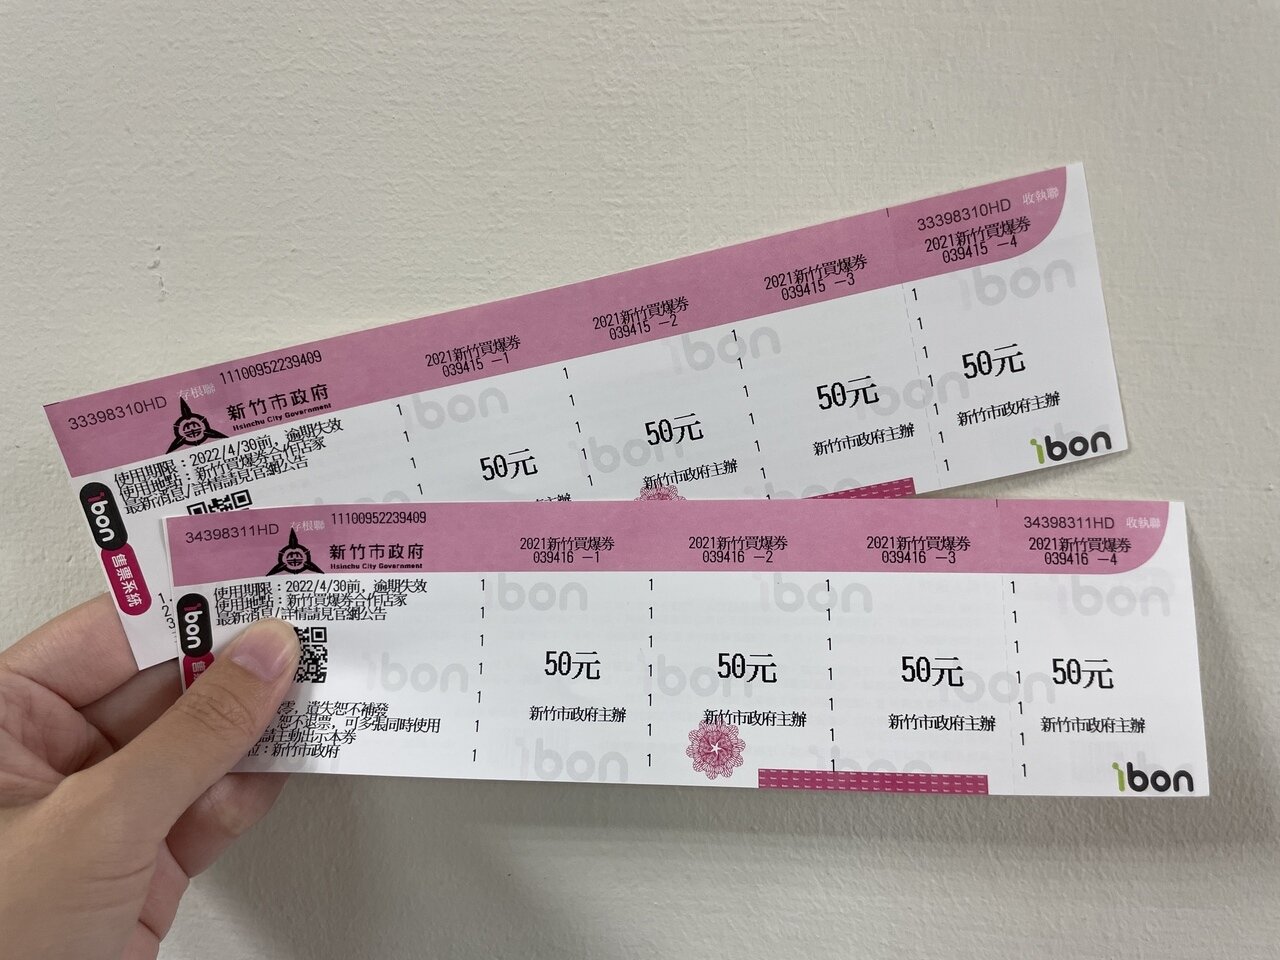 33398310HD 存根聯 11100952239409
新竹市政府
Hsinchu City Government
使用期限：2022/4/30前，逾期失效
使用地點：新竹買爆券合作店家
最新消息/詳情請見官網公告
ibon
售票系統
1.
2
3
2021新竹買爆券
039415 －1
50元
2021新竹買爆券
039415 －2
50元
新竹市政府主辦
2021新竹買爆券
039415 －3
50元
新竹市政府主辦
33398310HD 收執聯
2021新竹買爆券
039415 －4
50元
新竹市政府主辦
ibon
34398311HD 存根聯 11100952239409
新竹市政府
Hsinchu City Government
使用期限：2022/4/30前，逾期失效
使用地點：新竹買爆券合作店家
最新消息/詳情請見官網公告
ibon
售
零，遺失恕不補發
恕不退票，可多張同時使用
請主動出示本券
位：新竹市政府
2021新竹買爆券
039416 －1
50元
新竹市政府主辦
2021新竹買爆券
039416 －2
50元
新竹市政府主辦
2021新竹買爆券
039416 －3
50元
新竹市政府主辦
34398311HD 收執聯
2021新竹買爆券
039416 －4
50元
新竹市政府主辦
ibon